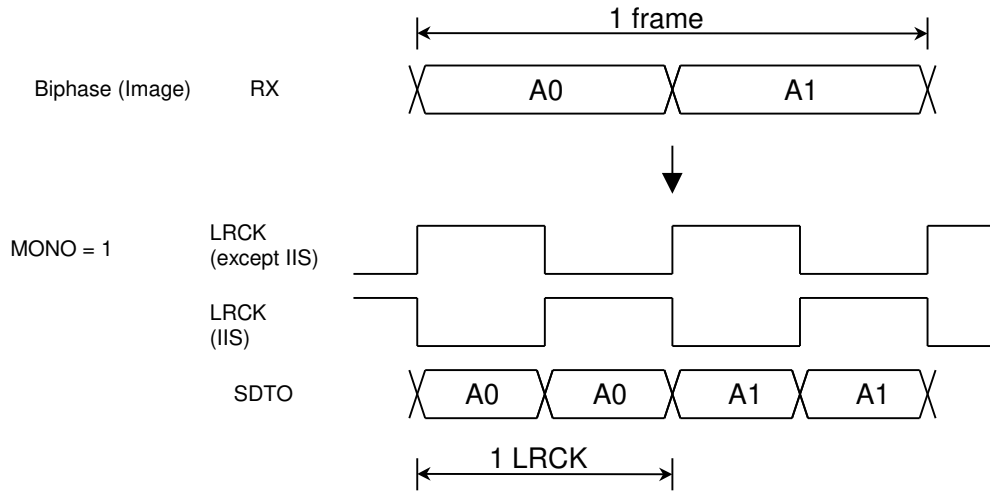 1 frame
Biphase (Image) RX A0 A1
MONO = 1
LRCK
(except IIS)
LRCK
(IIS)
SDTO A0 A0 A1 A1
1 LRCK